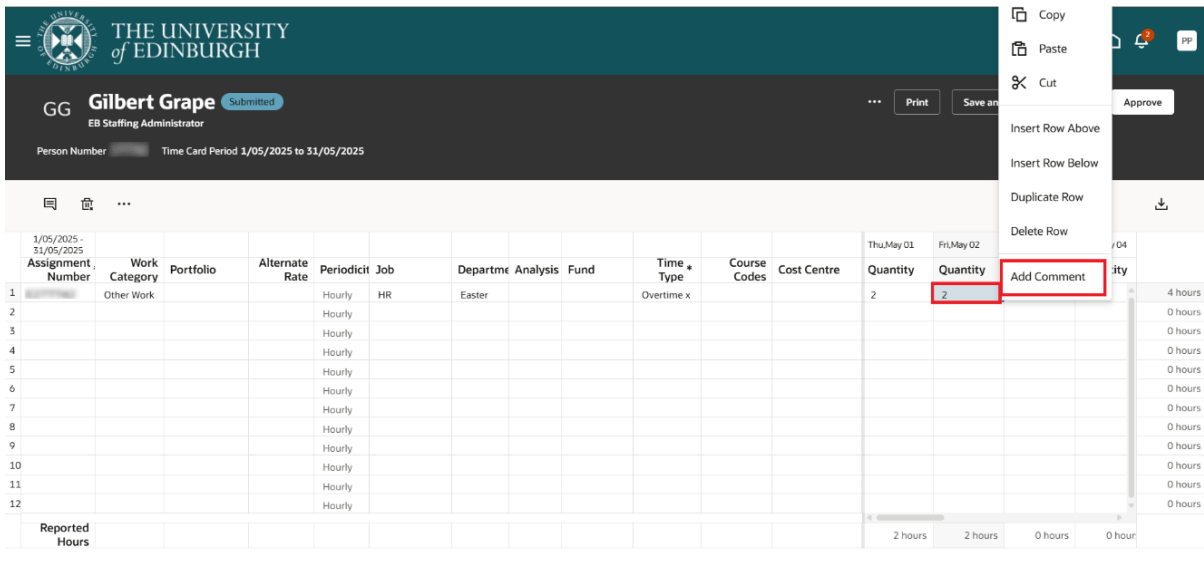 Copy
THE UNIVERSITY
of EDINBURGH
Paste
2
PP
Cut
GG
Gilbert Grape Submitted
EB Staffing Administrator
... Print Save an Approve
Person Number Time Card Period 1/05/2025 to 31/05/2025
Insert Row Above
Insert Row Below
Duplicate Row
Delete Row
Add Comment
...
1/05/2025 -
31/05/2025
Thu,May 01 Fri,May 02 04
Assignment Number Work Category Portfolio Alternate Rate Periodicit Job Departme Analysis Fund Time Type * Course Codes Cost Centre Quantity Quantity ity
1 Other Work Hourly HR Easter Overtime x 2 2 4 hours
2 Hourly 0 hours
3 Hourly 0 hours
4 Hourly 0 hours
5 Hourly 0 hours
6 Hourly 0 hours
7 Hourly 0 hours
8 Hourly 0 hours
9 Hourly 0 hours
10 Hourly 0 hours
11 Hourly 0 hours
12 Hourly 0 hours
Reported
Hours
2 hours 2 hours 0 hours 0 hour